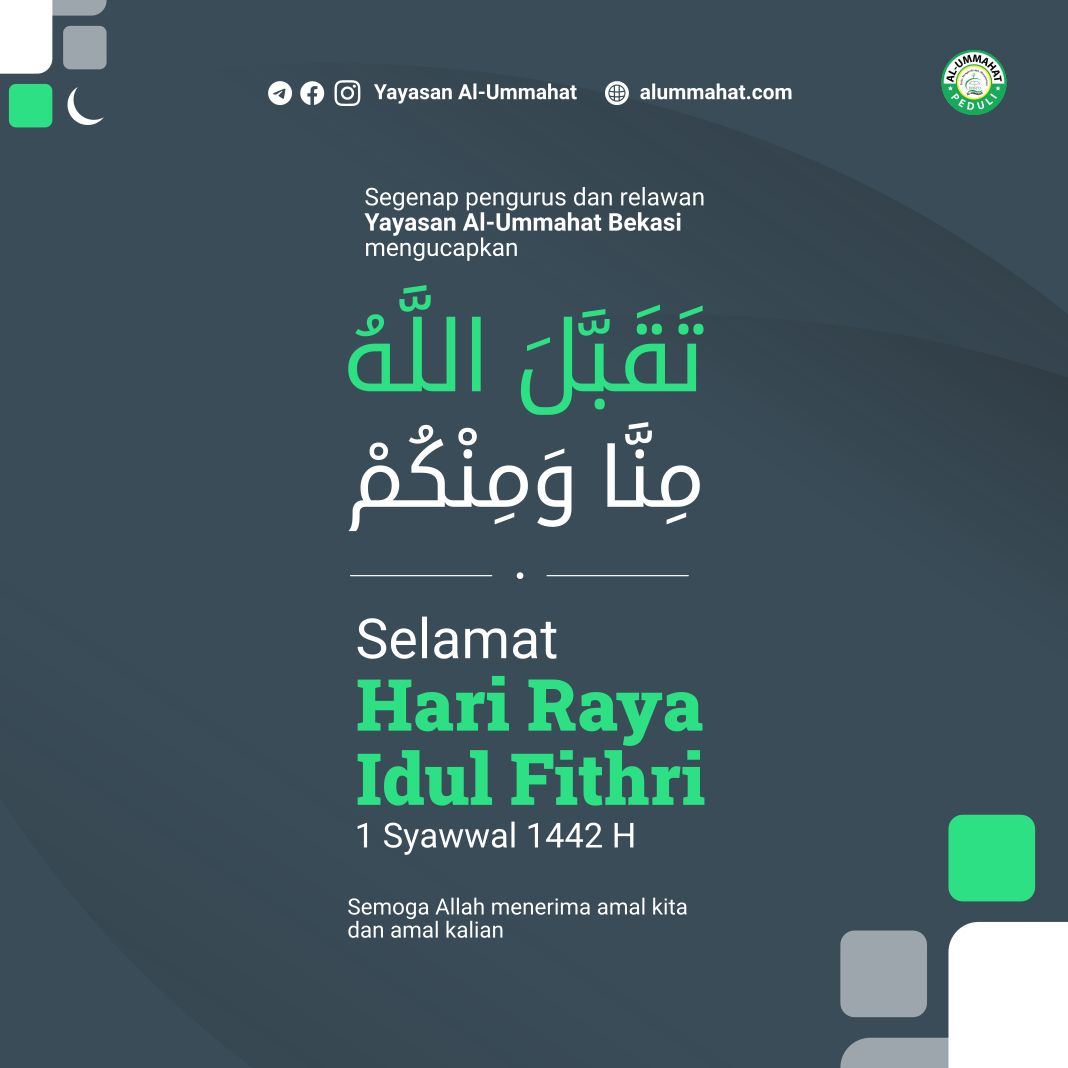 Yayasan Al-Ummahat alummahat.com
AL-UMMAHAT
PEDULI
Segenap pengurus dan relawan
Yayasan Al-Ummahat Bekasi
mengucapkan
تَقَبَّلَ اللَّهُ
مِنَّا وَمِنْكُمْ
Selamat
Hari Raya
Idul Fithri
1 Syawwal 1442 H
Semoga Allah menerima amal kita
dan amal kalian